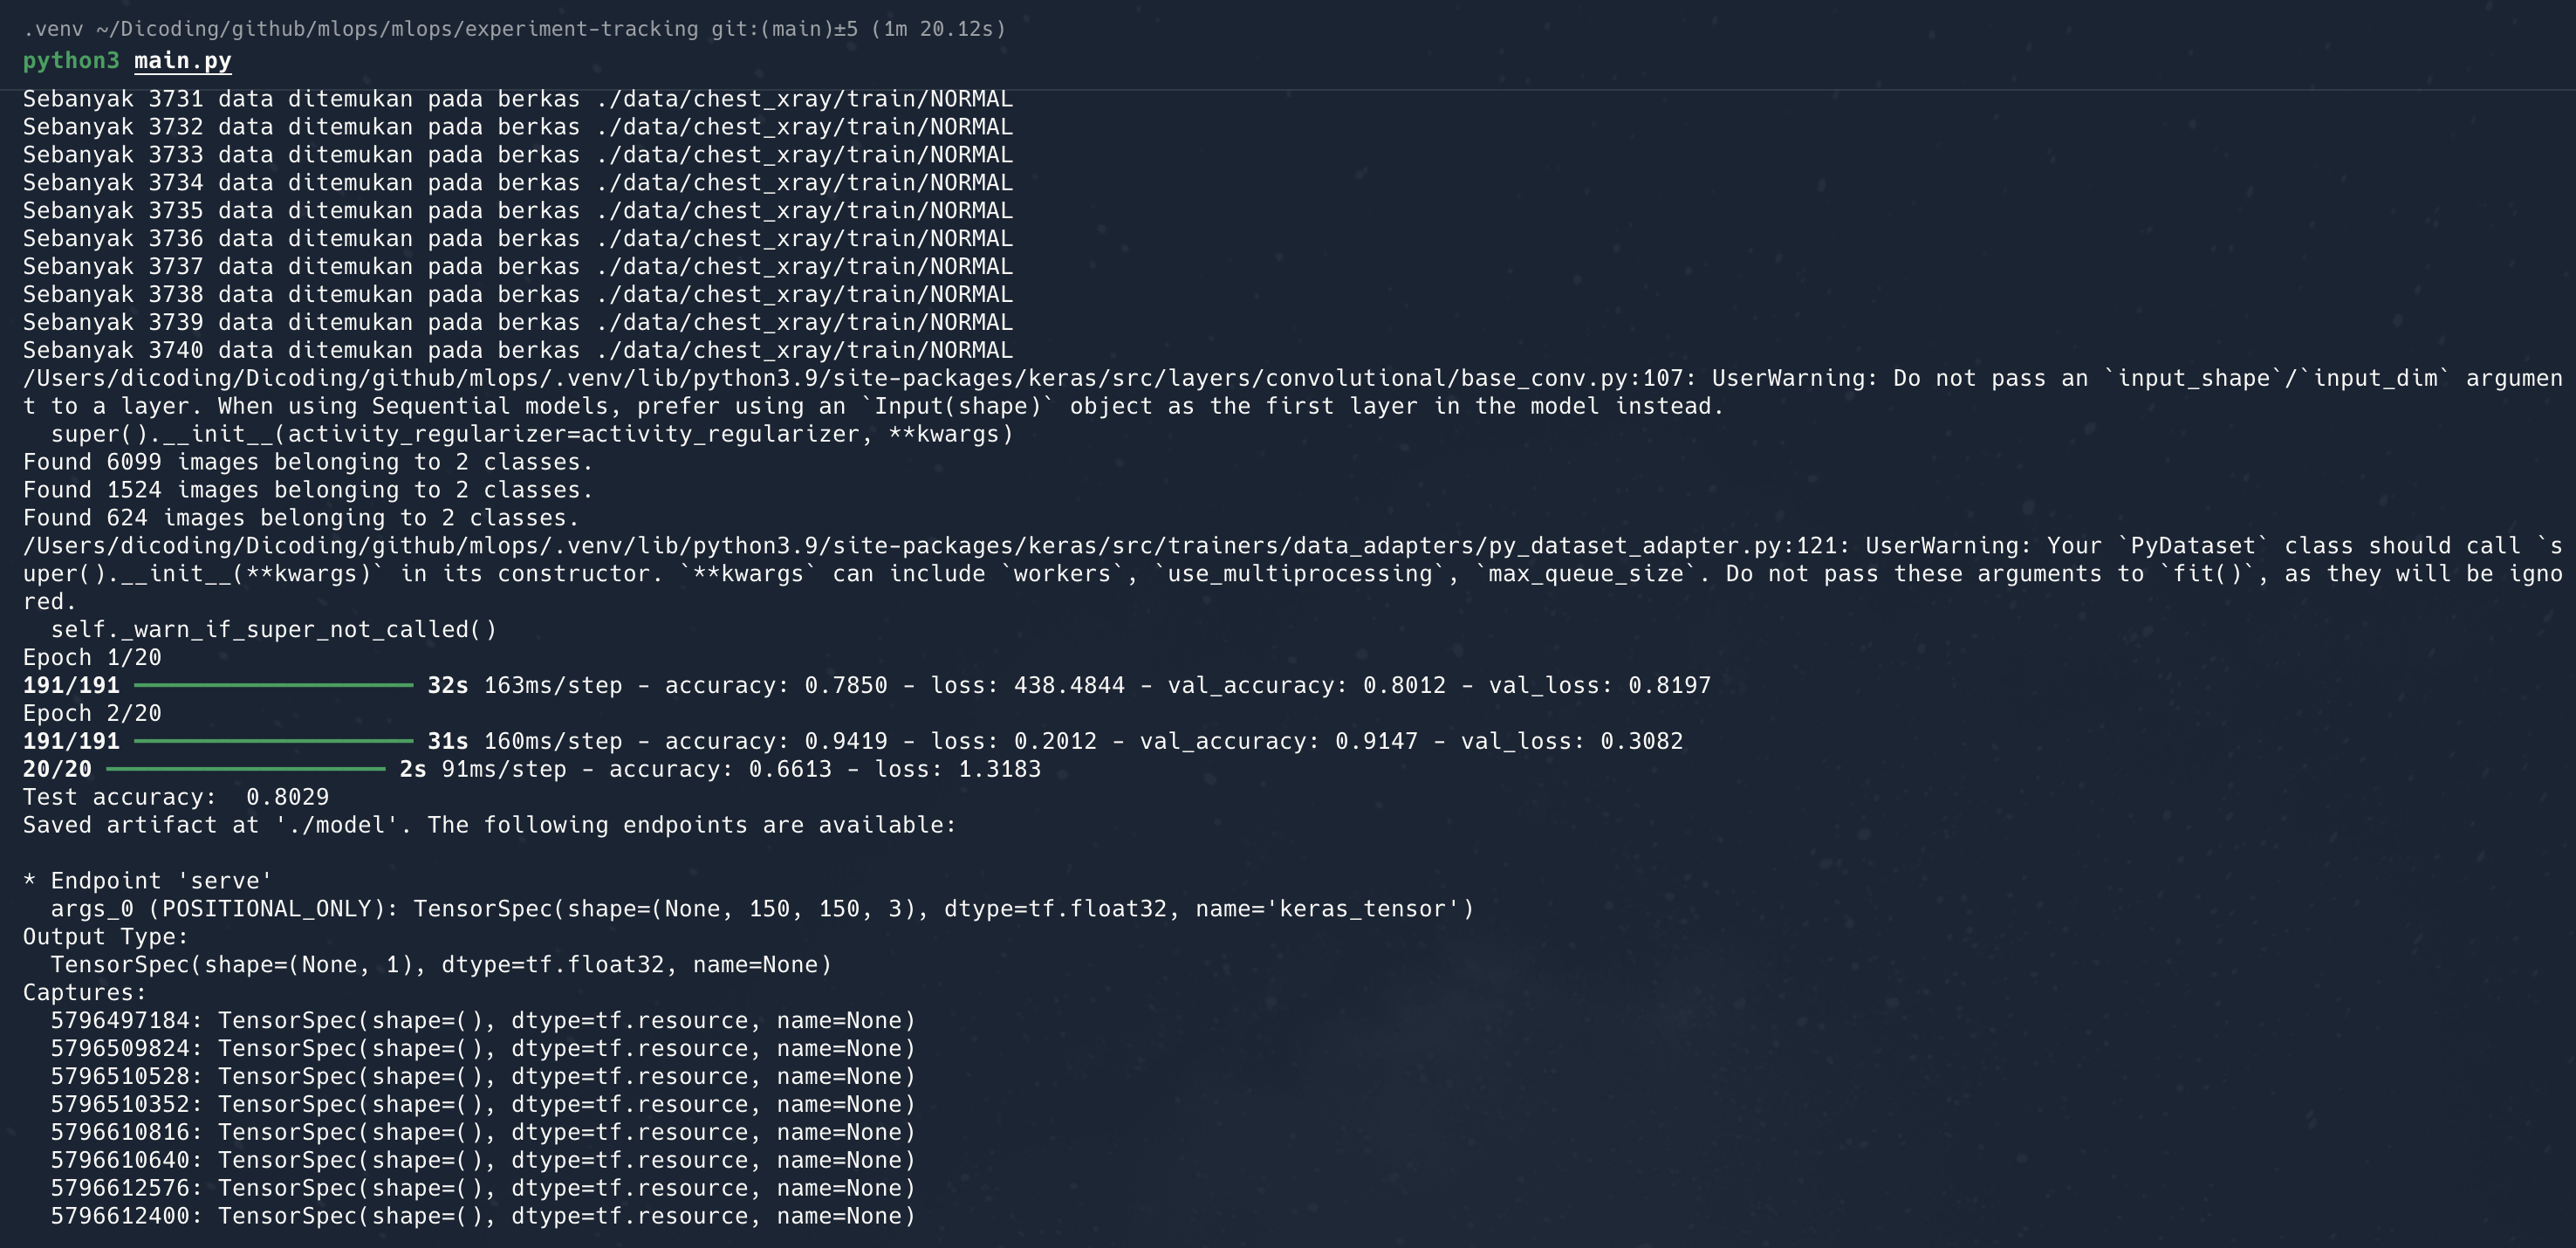 .venv ~/Dicoding/github/mlops/mlops/experiment-tracking git:(main)±5 (1m 20.12s)
python3 main.py
Sebanyak 3731 data ditemukan pada berkas ./data/chest_xray/train/NORMAL
Sebanyak 3732 data ditemukan pada berkas ./data/chest_xray/train/NORMAL
Sebanyak 3733 data ditemukan pada berkas ./data/chest_xray/train/NORMAL
Sebanyak 3734 data ditemukan pada berkas ./data/chest_xray/train/NORMAL
Sebanyak 3735 data ditemukan pada berkas ./data/chest_xray/train/NORMAL
Sebanyak 3736 data ditemukan pada berkas ./data/chest_xray/train/NORMAL
Sebanyak 3737 data ditemukan pada berkas ./data/chest_xray/train/NORMAL
Sebanyak 3738 data ditemukan pada berkas ./data/chest_xray/train/NORMAL
Sebanyak 3739 data ditemukan pada berkas ./data/chest_xray/train/NORMAL
Sebanyak 3740 data ditemukan pada berkas ./data/chest_xray/train/NORMAL
/Users/dicoding/Dicoding/github/mlops/.venv/lib/python3.9/site-packages/keras/src/layers/convolutional/base_conv.py:107: UserWarning: Do not pass an `input_shape`/`input_dim` argumen
t to a layer. When using Sequential models, prefer using an `Input(shape)` object as the first layer in the model instead.
  super().__init__(activity_regularizer=activity_regularizer, **kwargs)
Found 6099 images belonging to 2 classes.
Found 1524 images belonging to 2 classes.
Found 624 images belonging to 2 classes.
/Users/dicoding/Dicoding/github/mlops/.venv/lib/python3.9/site-packages/keras/src/trainers/data_adapters/py_dataset_adapter.py:121: UserWarning: Your `PyDataset` class should call `s
uper().__init__(**kwargs)` in its constructor. `**kwargs` can include `workers`, `use_multiprocessing`, `max_queue_size`. Do not pass these arguments to `fit()`, as they will be igno
red.
  self._warn_if_super_not_called()
Epoch 1/20
191/191 ━━━━━━━━━━━━━━━━━━━━ 32s 163ms/step - accuracy: 0.7850 - loss: 438.4844 - val_accuracy: 0.8012 - val_loss: 0.8197
Epoch 2/20
191/191 ━━━━━━━━━━━━━━━━━━━━ 31s 160ms/step - accuracy: 0.9419 - loss: 0.2012 - val_accuracy: 0.9147 - val_loss: 0.3082
20/20 ━━━━━━━━━━━━━━━━━━━━ 2s 91ms/step - accuracy: 0.6613 - loss: 1.3183
Test accuracy:  0.8029
Saved artifact at './model'. The following endpoints are available:

* Endpoint 'serve'
  args_0 (POSITIONAL_ONLY): TensorSpec(shape=(None, 150, 150, 3), dtype=tf.float32, name='keras_tensor')
Output Type:
  TensorSpec(shape=(None, 1), dtype=tf.float32, name=None)
Captures:
  5796497184: TensorSpec(shape=(), dtype=tf.resource, name=None)
  5796509824: TensorSpec(shape=(), dtype=tf.resource, name=None)
  5796510528: TensorSpec(shape=(), dtype=tf.resource, name=None)
  5796510352: TensorSpec(shape=(), dtype=tf.resource, name=None)
  5796610816: TensorSpec(shape=(), dtype=tf.resource, name=None)
  5796610640: TensorSpec(shape=(), dtype=tf.resource, name=None)
  5796612576: TensorSpec(shape=(), dtype=tf.resource, name=None)
  5796612400: TensorSpec(shape=(), dtype=tf.resource, name=None)